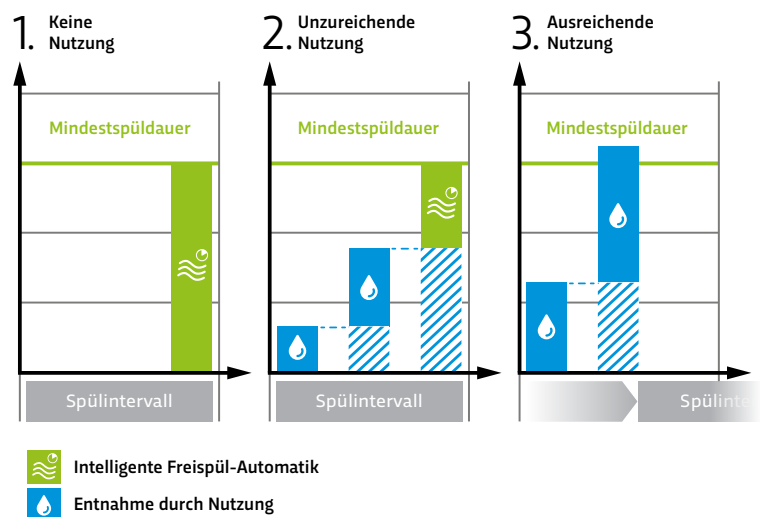 1. Keine
Nutzung
2. Unzureichende
Nutzung
3. Ausreichende
Nutzung
Mindestspüldauer
Mindestspüldauer
Mindestspüldauer
Spülintervall
Spülintervall
Spülinte
Intelligente Freispül-Automatik
Entnahme durch Nutzung